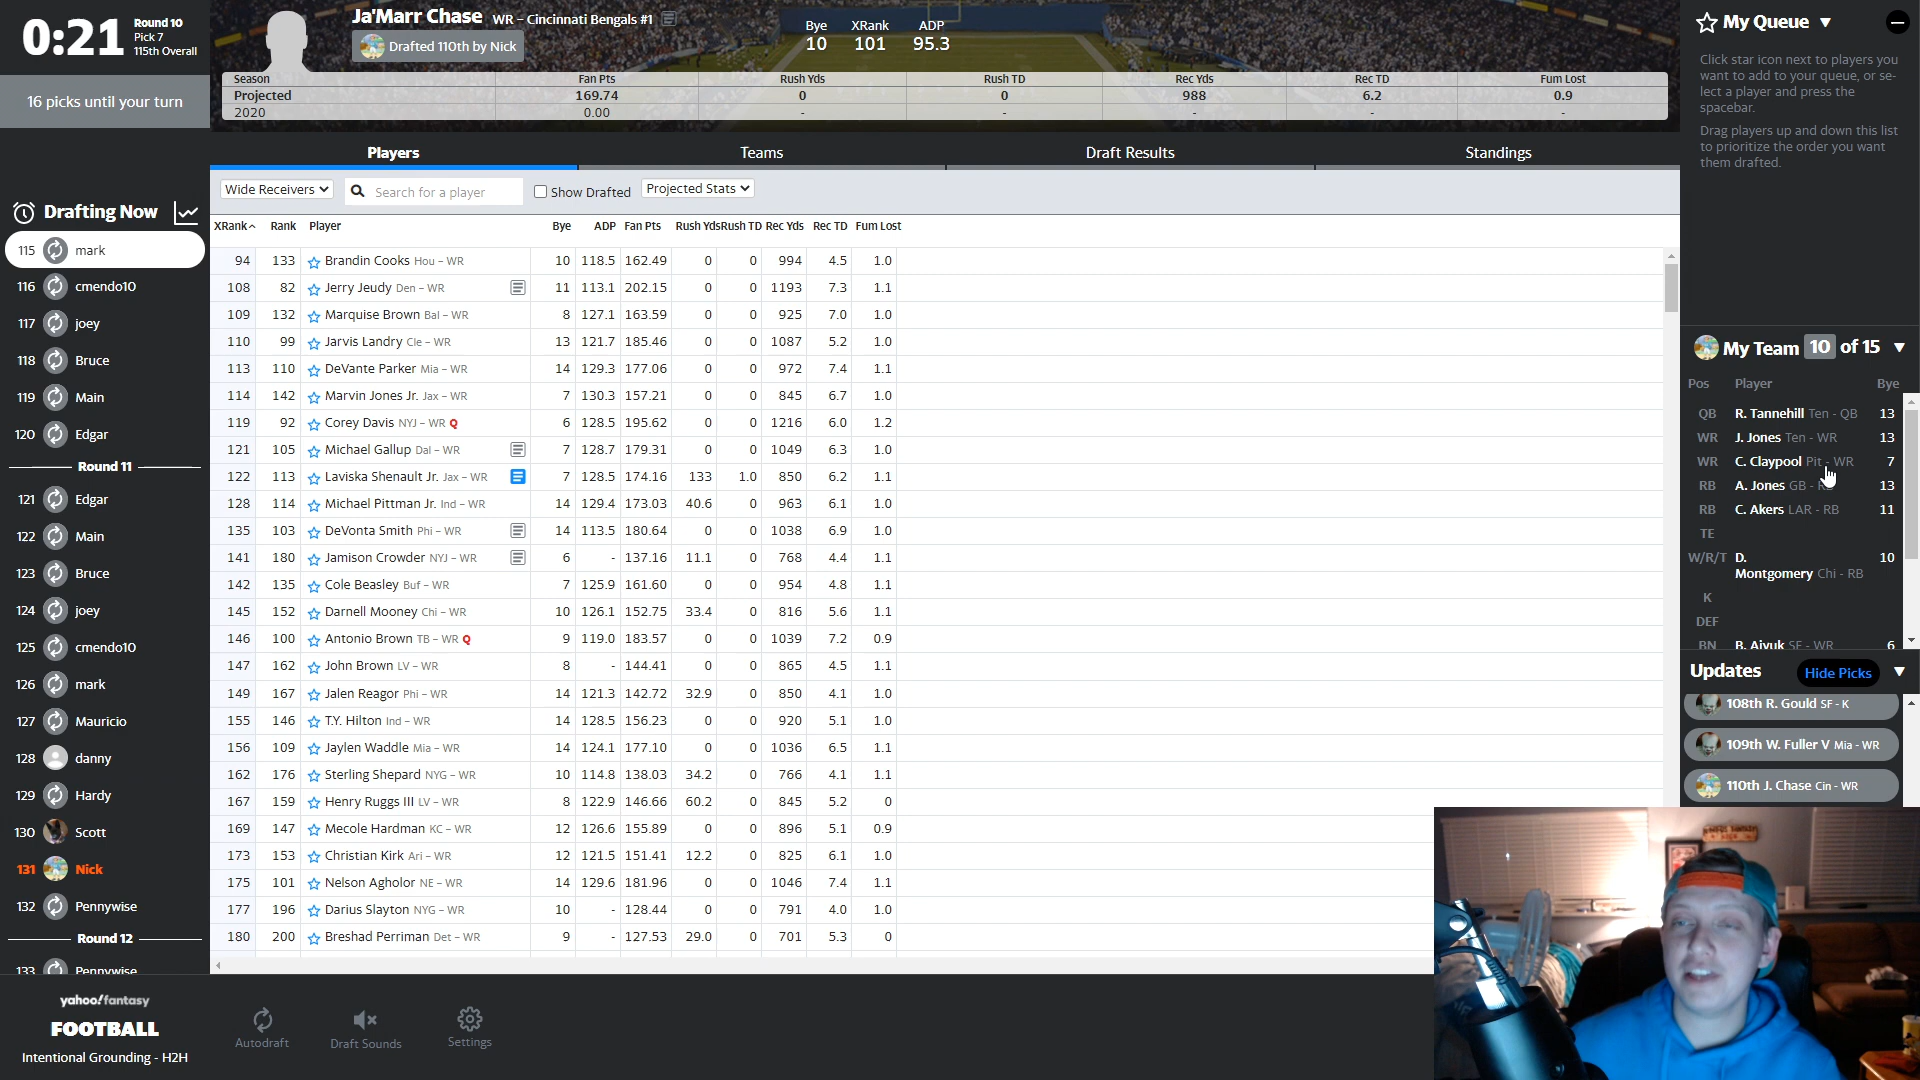 0:21
Round 10
Pick 7
115th Overall
16 picks until your turn
Drafting Now
115 mark
116 cmendo10
117 joey
118 Bruce
119 Main
120 Edgar
Round 11
121 Edgar
122 Main
123 Bruce
124 joey
125 cmendo10
126 mark
127 Mauricio
128 danny
129 Hardy
130 Scott
131 Nick
132 Pennywise
Round 12
133 Pennywise
yahoo!fantasy
FOOTBALL
Intentional Grounding - H2H
Ja'Marr Chase WR – Cincinnati Bengals #1
Drafted 110th by Nick
Bye XRank ADP
10 101 95.3
Season Fan Pts Rush Yds Rush TD Rec Yds Rec TD Fum Lost
Projected 169.74 0 0 988 6.2 0.9
2020 0.00 - - - - -
Players Teams Draft Results Standings
Wide Receivers Search for a player Show Drafted Projected Stats
XRank Rank Player Bye ADP Fan Pts Rush Yds Rush TD Rec Yds Rec TD Fum Lost
94 133 Brandin Cooks Hou – WR 10 118.5 162.49 0 0 994 4.5 1.0
108 82 Jerry Jeudy Den – WR 11 113.1 202.15 0 0 1193 7.3 1.1
109 132 Marquise Brown Bal – WR 8 127.1 163.59 0 0 925 7.0 1.0
110 99 Jarvis Landry Cle – WR 13 121.7 185.46 0 0 1087 5.2 1.0
113 110 DeVante Parker Mia – WR 14 129.3 177.06 0 0 972 7.4 1.1
114 142 Marvin Jones Jr. Jax – WR 7 130.3 157.21 0 0 845 6.7 1.0
119 92 Corey Davis NYJ – WR Q 6 128.5 195.62 0 0 1216 6.0 1.2
121 105 Michael Gallup Dal – WR 7 128.7 179.31 0 0 1049 6.3 1.0
122 113 Laviska Shenault Jr. Jax – WR 7 128.5 174.16 133 1.0 850 6.2 1.1
128 114 Michael Pittman Jr. Ind – WR 14 129.4 173.03 40.6 0 963 6.1 1.0
135 103 DeVonta Smith Phi – WR 14 113.5 180.64 0 0 1038 6.9 1.0
141 180 Jamison Crowder NYJ – WR 6 - 137.16 11.1 0 768 4.4 1.1
142 135 Cole Beasley Buf – WR 7 125.9 161.60 0 0 954 4.8 1.1
145 152 Darnell Mooney Chi – WR 10 126.1 152.75 33.4 0 816 5.6 1.1
146 100 Antonio Brown TB – WR Q 9 119.0 183.57 0 0 1039 7.2 0.9
147 162 John Brown LV – WR 8 - 144.41 0 0 865 4.5 1.1
149 167 Jalen Reagor Phi – WR 14 121.3 142.72 32.9 0 850 4.1 1.0
155 146 T.Y. Hilton Ind – WR 14 128.5 156.23 0 0 920 5.1 1.0
156 109 Jaylen Waddle Mia – WR 14 124.1 177.10 0 0 1036 6.5 1.1
162 176 Sterling Shepard NYG – WR 10 114.8 138.03 34.2 0 766 4.1 1.1
167 159 Henry Ruggs III LV – WR 8 122.9 146.66 60.2 0 845 5.2 0
169 147 Mecole Hardman KC – WR 12 126.6 155.89 0 0 896 5.1 0.9
173 153 Christian Kirk Ari – WR 12 121.5 151.41 12.2 0 825 6.1 1.0
175 101 Nelson Agholor NE – WR 14 129.6 181.96 0 0 1046 7.4 1.1
177 196 Darius Slayton NYG – WR 10 - 128.44 0 0 791 4.0 1.0
180 200 Breshad Perriman Det – WR 9 - 127.53 29.0 0 701 5.3 0
Autodraft
Draft Sounds
Settings
My Queue
Click star icon next to players you
want to add to your queue, or se-
lect a player and press the
spacebar.
Drag players up and down this list
to prioritize the order you want
them drafted.
My Team 10 of 15
Pos Player Bye
QB R. Tannehill Ten - QB 13
WR J. Jones Ten - WR 13
WR C. Claypool Pit - WR 7
RB A. Jones GB - RB 13
RB C. Akers LAR - RB 11
TE
W/R/T D. 10
Montgomery Chi - RB
K
DEF
BN B. Aiyuk SF - WR 6
Updates Hide Picks
108th R. Gould SF - K
109th W. Fuller V Mia - WR
110th J. Chase Cin - WR